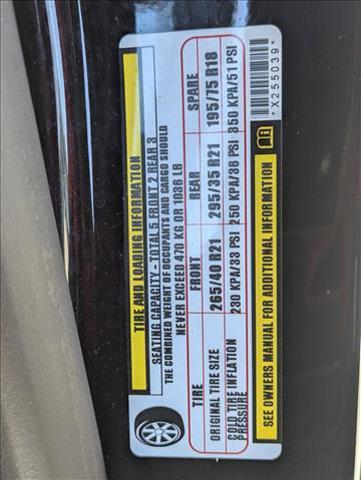 TIRE AND LOADING INFORMATION
SEATING CAPACITY - TOTAL 5 FRONT 2 REAR 3
THE COMBINED WEIGHT OF OCCUPANTS AND CARGO SHOULD
NEVER EXCEED 470 KG OR 1036 LB
TIRE FRONT REAR SPARE
ORIGINAL TIRE SIZE 265/40 R21 295/35 R21 195/75 R18
COLD TIRE INFLATION PRESSURE 230 KPA/33 PSI 250 KPA/36 PSI 350 KPA/51 PSI
SEE OWNERS MANUAL FOR ADDITIONAL INFORMATION
*X255039*